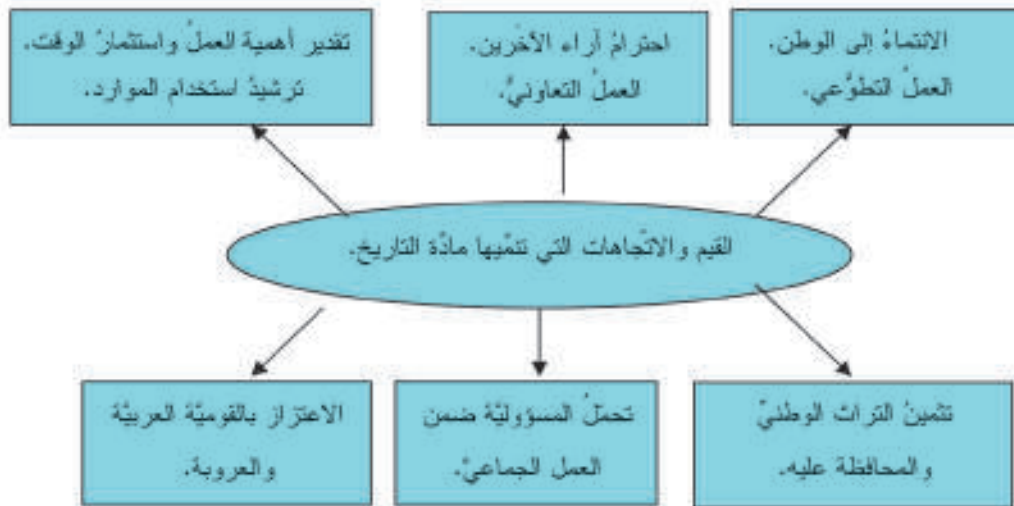 الانتماءُ إلى الوطن.
العملُ التطوُّعي.
احترامُ آراء الآخرين.
العملُ التعاونيُّ.
تقدير أهمية العملُ واستثمارُ الوقت.
ترشيدُ استخدام الموارد.
القيم والاتّجاهات التي تنمّيها مادّة التاريخ.
تثمينُ التراث الوطنيِّ
والمحافظة عليه.
تحملُ المسؤوليّة ضمن
العمل الجماعيِّ.
الاعتزاز بالقوميّة العربيّة
والعروبة.